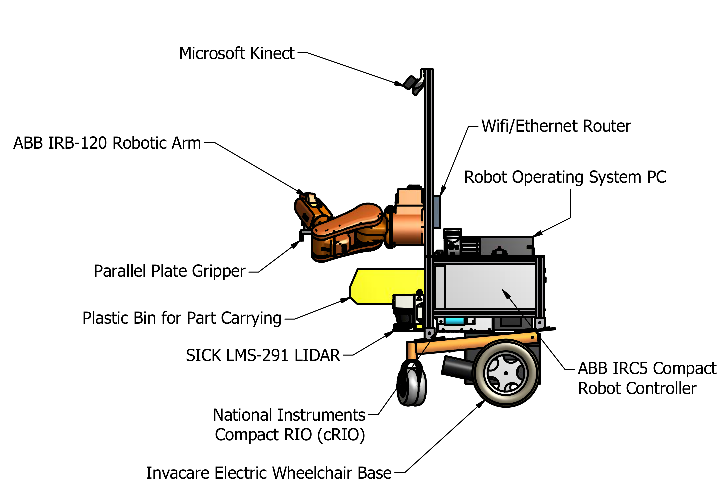 Microsoft Kinect
Wifi/Ethernet Router
ABB IRB-120 Robotic Arm
Robot Operating System PC
Parallel Plate Gripper
Plastic Bin for Part Carrying
SICK LMS-291 LIDAR
ABB IRC5 Compact
Robot Controller
National Instruments
Compact RIO (cRIO)
Invacare Electric Wheelchair Base